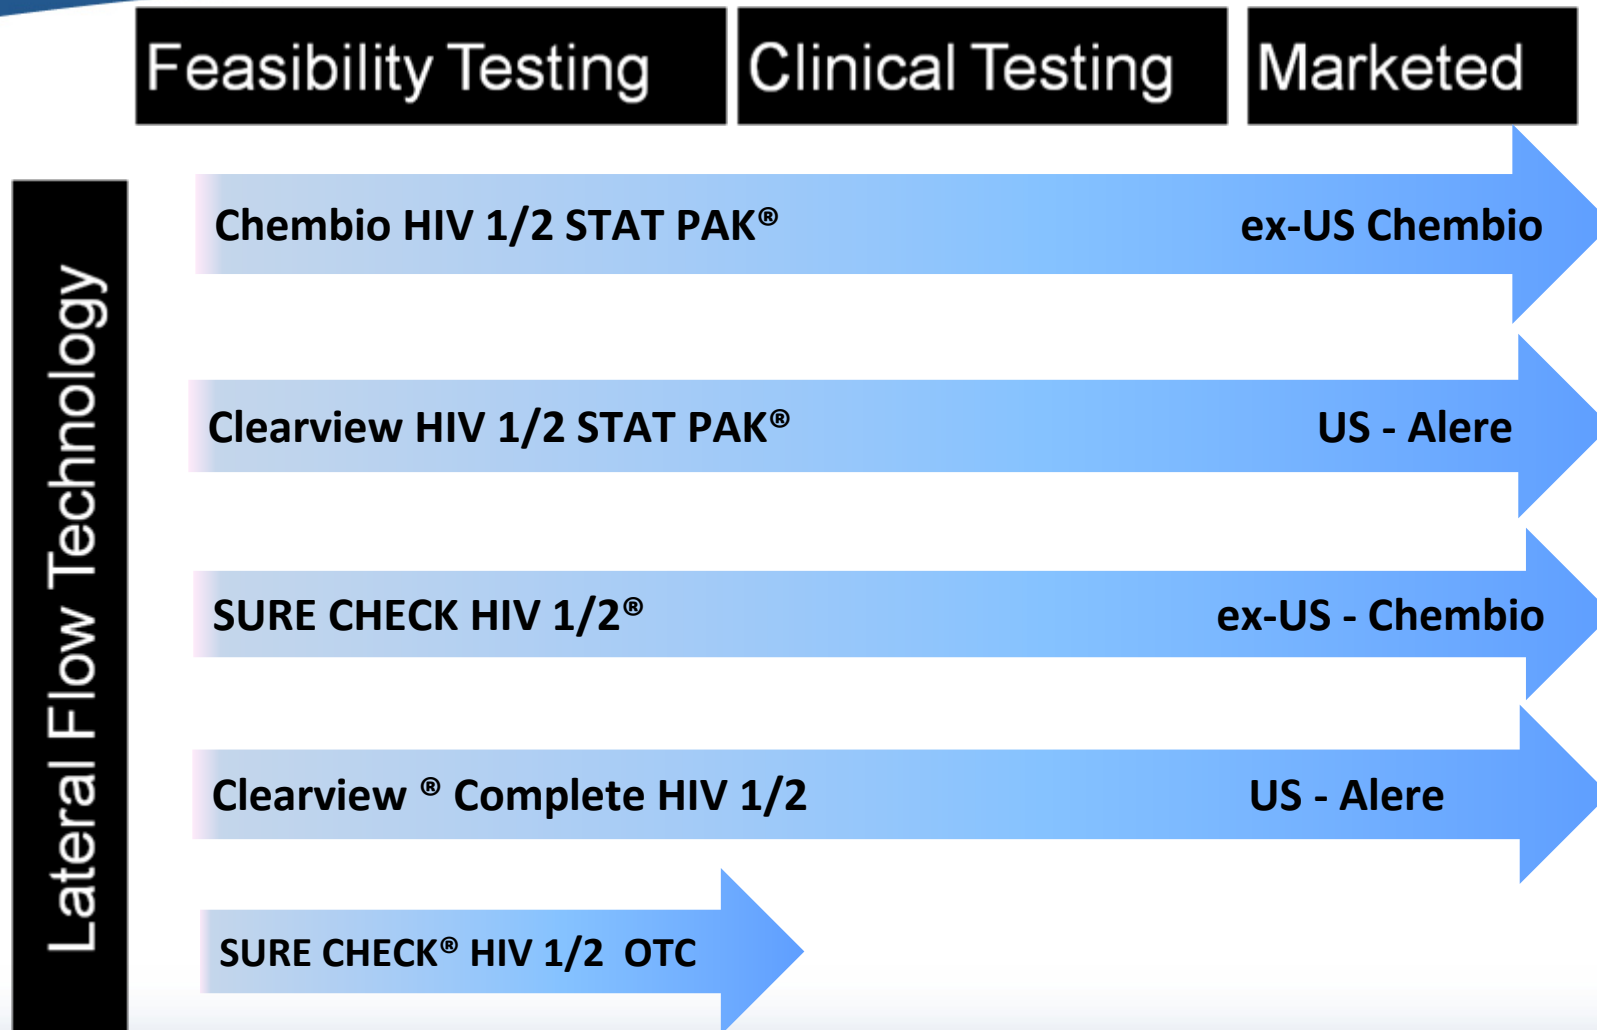 Feasibility Testing
Clinical Testing
Marketed
Lateral Flow Technology
Chembio HIV 1/2 STAT PAK® ex-US Chembio
Clearview HIV 1/2 STAT PAK® US - Alere
SURE CHECK HIV 1/2® ex-US - Chembio
Clearview ® Complete HIV 1/2 US - Alere
SURE CHECK® HIV 1/2 OTC